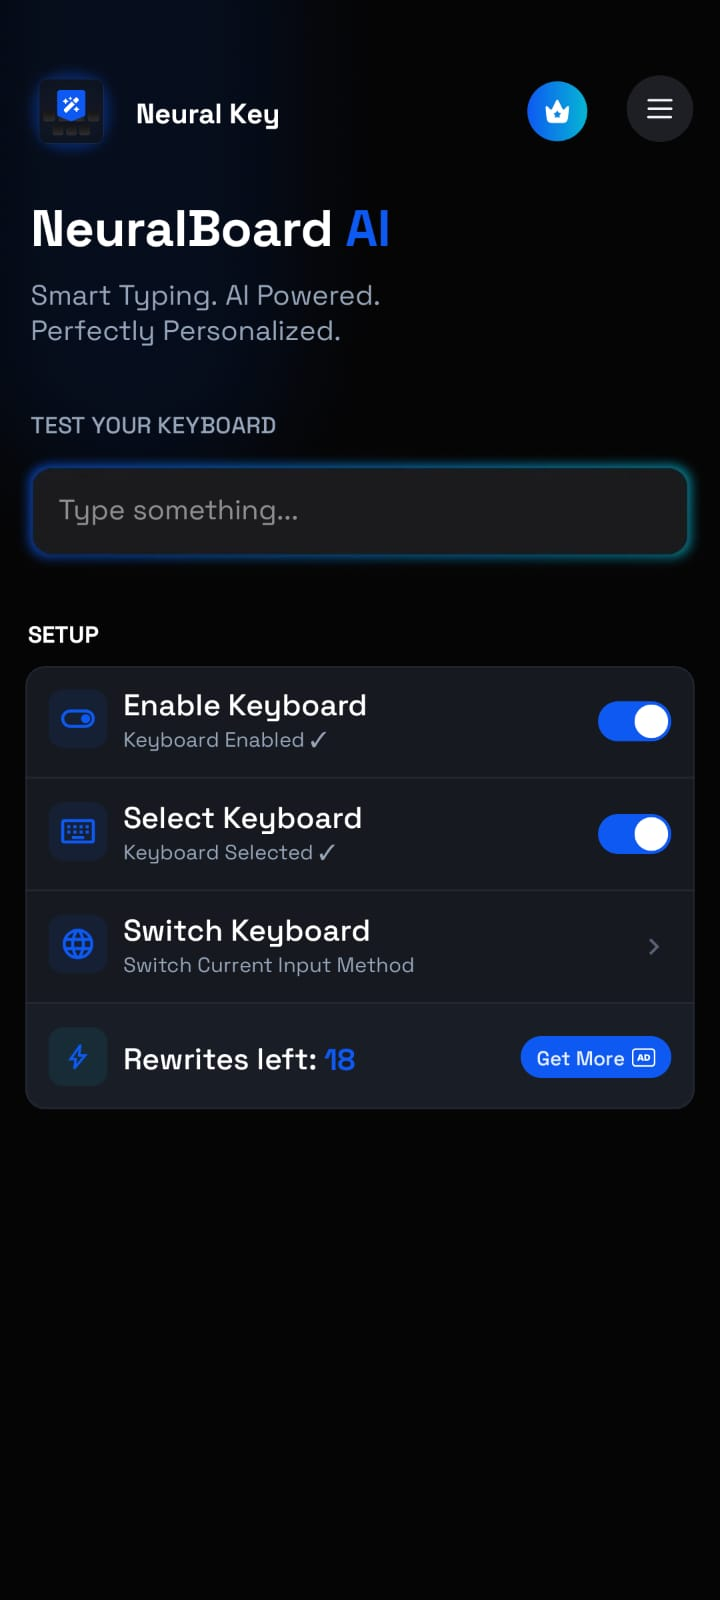 Neural Key
NeuralBoard AI
Smart Typing. AI Powered.
Perfectly Personalized.
TEST YOUR KEYBOARD
Type something...
SETUP
Enable Keyboard
Keyboard Enabled ✓
Select Keyboard
Keyboard Selected ✓
Switch Keyboard
Switch Current Input Method
Rewrites left: 18
Get More AD